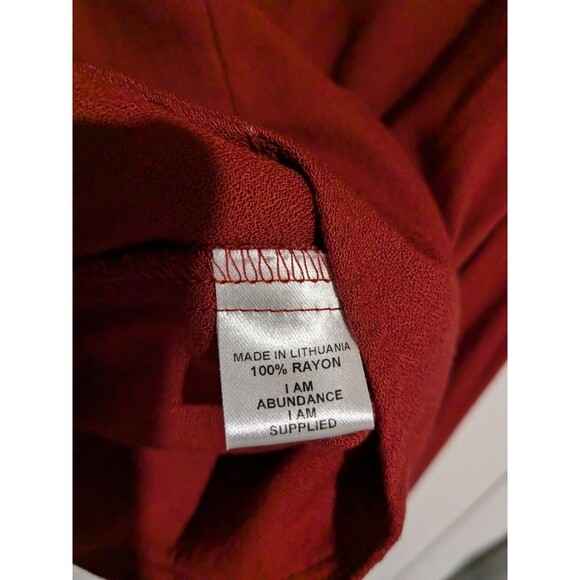 MADE IN LITHUANIA
100% RAYON
I AM
ABUNDANCE
I AM
SUPPLIED